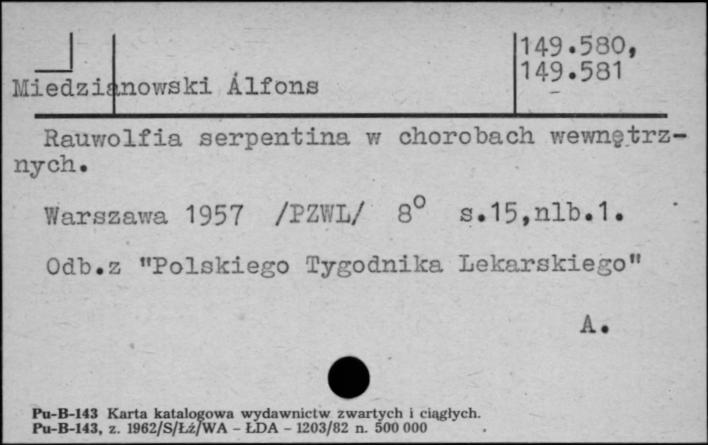 149.580,
149.581
Miedzianowski Alfons
Rauwolfia serpentina w chorobach wewnętrz-
nych.
Warszawa 1957 /PZWL/ 8° s.15,nlb.1.
Odb.z "Polskiego Tygodnika Lekarskiego"
A.
Pu-B-143 Karta katalogowa wydawnictw zwartych i ciągłych.
Pu-B-143, z. 1962/S/Łź/WA - ŁDA - 1203/82 n. 500 000